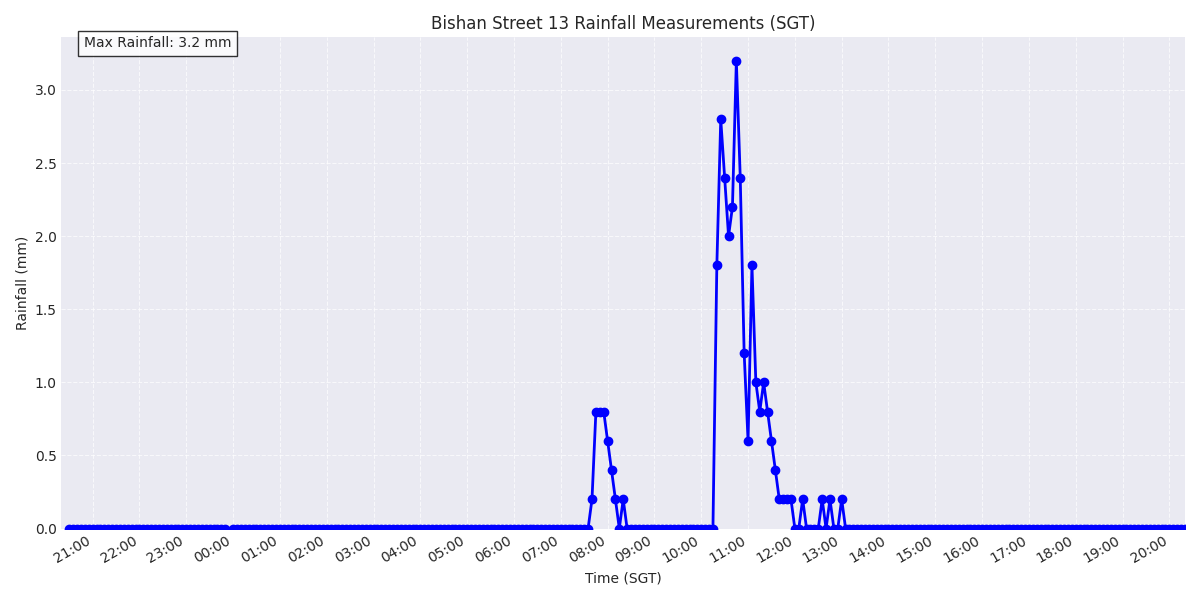 Bishan Street 13 Rainfall Measurements (SGT)
Max Rainfall: 3.2 mm
Rainfall (mm)
3.0
2.5
2.0
1.5
1.0
0.5
0.0
21:00 22:00 23:00 00:00 01:00 02:00 03:00 04:00 05:00 06:00 07:00 08:00 09:00 10:00 11:00 12:00 13:00 14:00 15:00 16:00 17:00 18:00 19:00 20:00
Time (SGT)